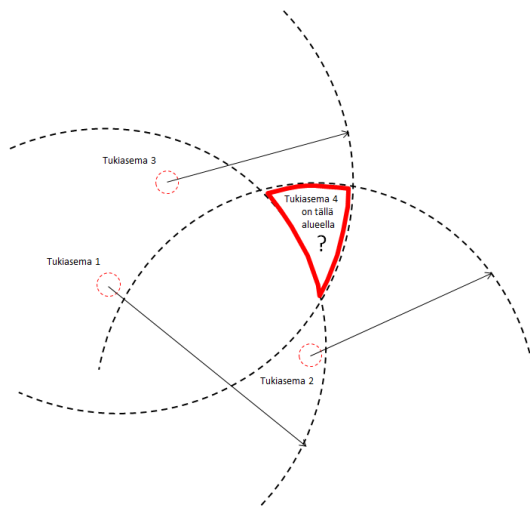 Tukiasema 3
Tukiasema 4
on tällä
alueella
?
Tukiasema 1
Tukiasema 2